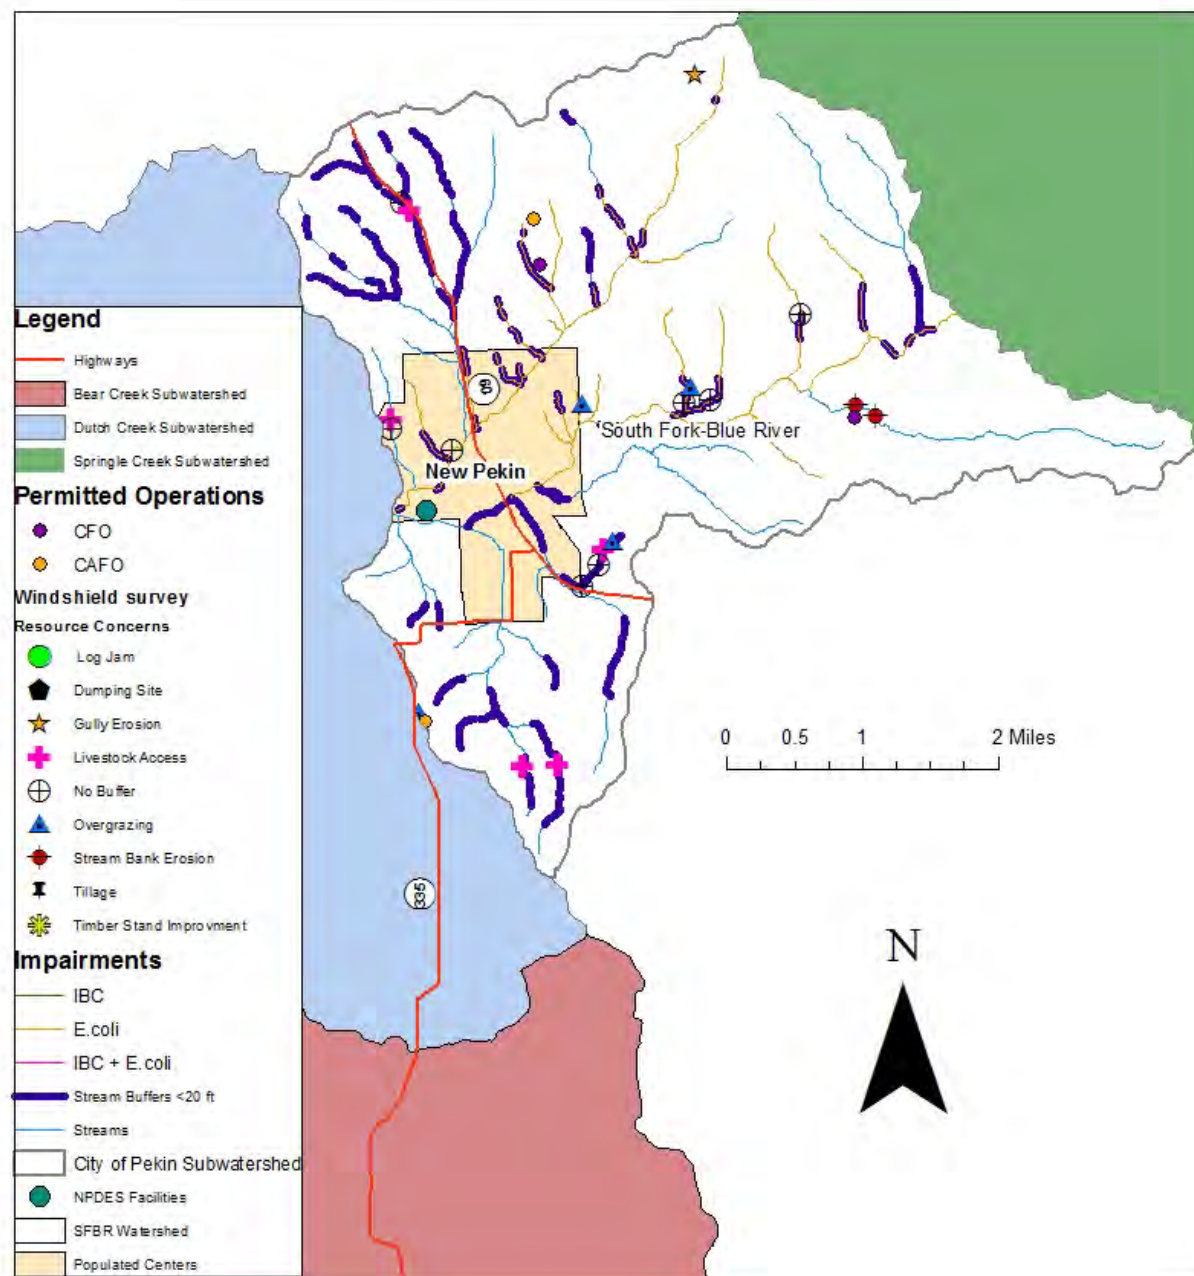 Legend
Highways
Bear Creek Subwatershed
Dutch Creek Subwatershed
Springle Creek Subwatershed
Permitted Operations
CFO
CAFO
Windshield survey
Resource Concerns
Log Jam
Dumping Site
Gully Erosion
Livestock Access
No Buffer
Overgrazing
Stream Bank Erosion
Tillage
Timber Stand Improvment
Impairments
IBC
E.coli
IBC + E.coli
Stream Buffers <20 ft
Streams
City of Pekin Subwatershed
NPDES Facilities
SFBR Watershed
Populated Centers
60
South Fork-Blue River
New Pekin
335
0 0.5 1 2 Miles
N